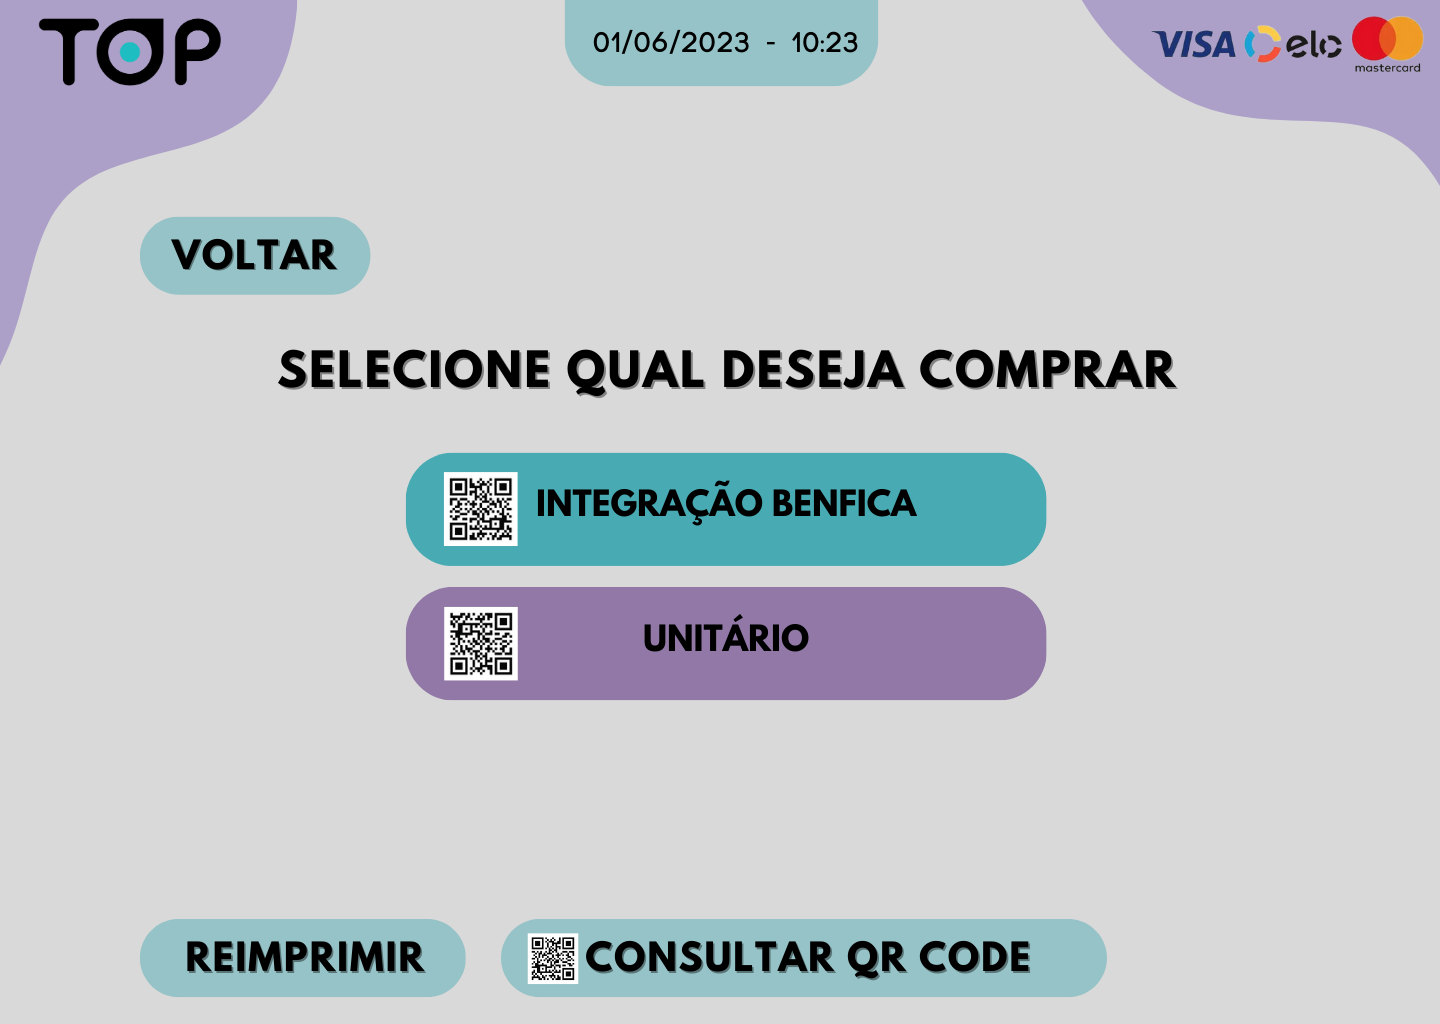 TOP
01/06/2023 - 10:23
VISA elo mastercard
VOLTAR
SELECIONE QUAL DESEJA COMPRAR
INTEGRAÇÃO BENFICA
UNITÁRIO
REIMPRIMIR
CONSULTAR QR CODE